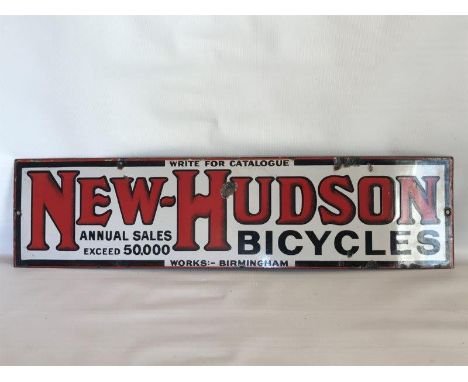 WRITE FOR CATALOGUE
NEW-HUDSON
ANNUAL SALES
EXCEED 50,000
BICYCLES
WORKS:- BIRMINGHAM